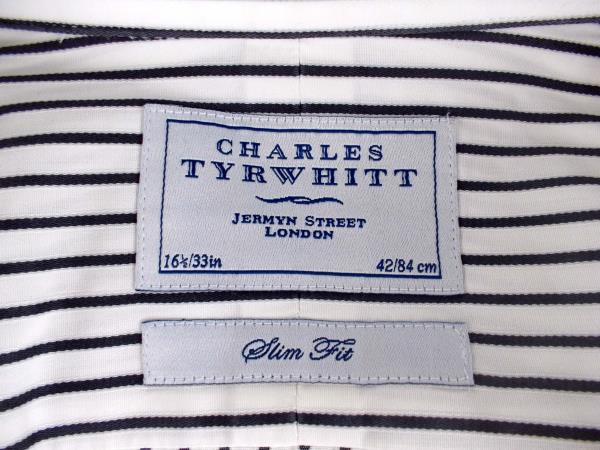 CHARLES
TYRWHITT
JERMYN STREET
LONDON
16½/33in 42/84 cm
Slim Fit